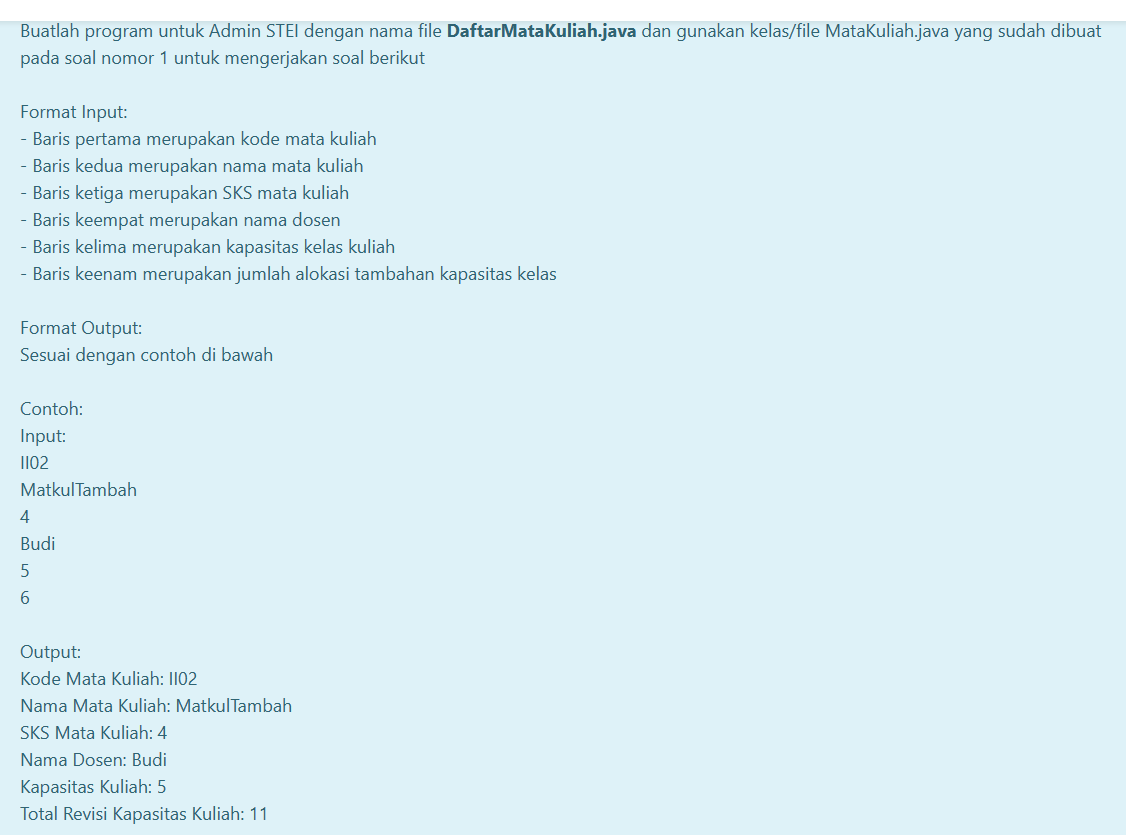 Buatlah program untuk Admin STEI dengan nama file DaftarMataKuliah.java dan gunakan kelas/file MataKuliah.java yang sudah dibuat
pada soal nomor 1 untuk mengerjakan soal berikut
Format Input:
- Baris pertama merupakan kode mata kuliah
- Baris kedua merupakan nama mata kuliah
- Baris ketiga merupakan SKS mata kuliah
- Baris keempat merupakan nama dosen
- Baris kelima merupakan kapasitas kelas kuliah
- Baris keenam merupakan jumlah alokasi tambahan kapasitas kelas
Format Output:
Sesuai dengan contoh di bawah
Contoh:
Input:
II02
MatkulTambah
4
Budi
5
6
Output:
Kode Mata Kuliah: II02
Nama Mata Kuliah: MatkulTambah
SKS Mata Kuliah: 4
Nama Dosen: Budi
Kapasitas Kuliah: 5
Total Revisi Kapasitas Kuliah: 11